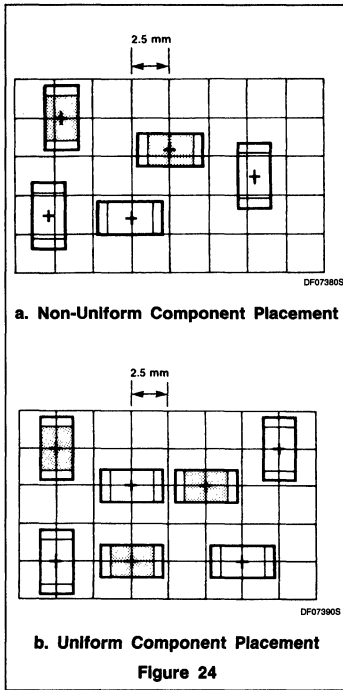 2.5 mm
DF07380S
a. Non-Uniform Component Placement
2.5 mm
DF07390S
b. Uniform Component Placement
Figure 24